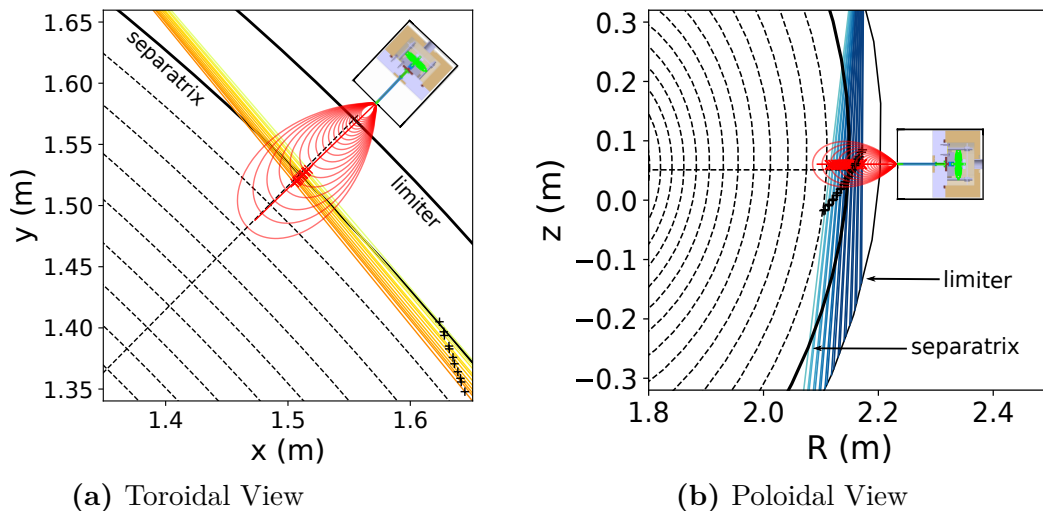 1.65
1.60
1.55
1.50
1.45
1.40
1.35
y (m)
1.4
1.5
1.6
x (m)
separatrix
limiter
(a) Toroidal View
0.3
0.2
0.1
0.0
−0.1
−0.2
−0.3
z (m)
1.8
2.0
2.2
2.4
R (m)
limiter
separatrix
(b) Poloidal View